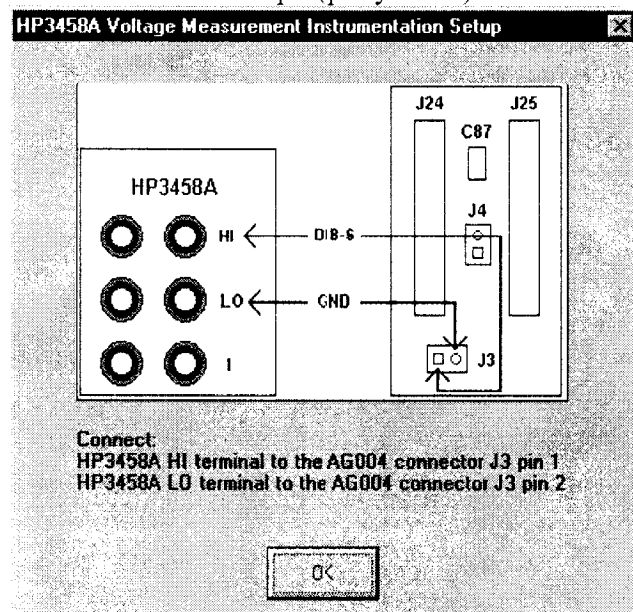 HP3458A Voltage Measurement Instrumentation Setup
J24
J25
C87
HP3458A
J4
HI
DIB-S
LO
GND
J3
I
Connect:
HP3458A HI terminal to the AG004 connector J3 pin 1
HP3458A LO terminal to the AG004 connector J3 pin 2
OK